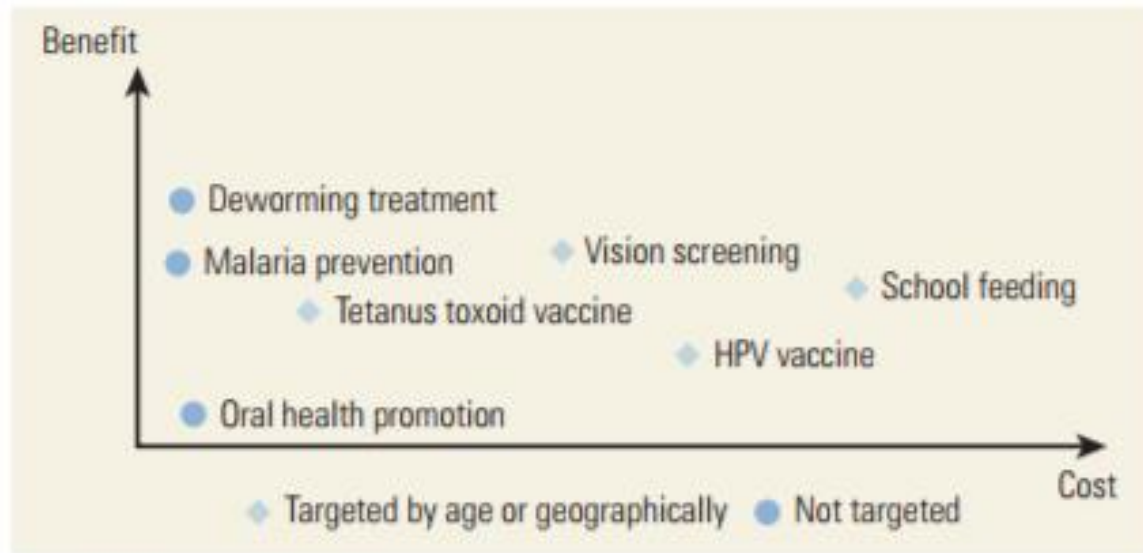 Benefit
Deworming treatment
Vision screening
Malaria prevention
School feeding
Tetanus toxoid vaccine
HPV vaccine
Oral health promotion
Cost
Targeted by age or geographically
Not targeted